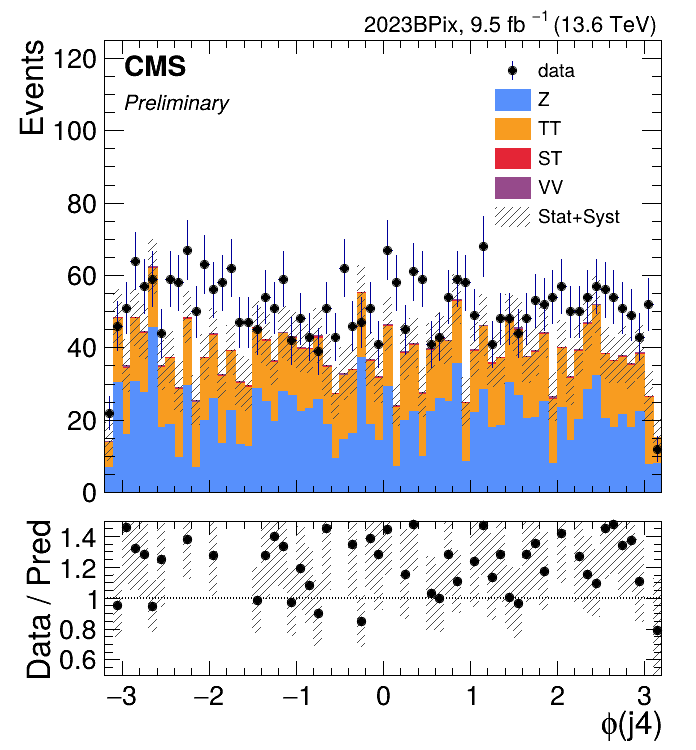 2023BPix, 9.5 fb⁻¹ (13.6 TeV)
CMS
Preliminary
Events
120
100
80
60
40
20
0
data
Z
TT
ST
VV
Stat+Syst
Data / Pred
1.4
1.2
1
0.8
0.6
−3 −2 −1 0 1 2 3
ϕ(j4)